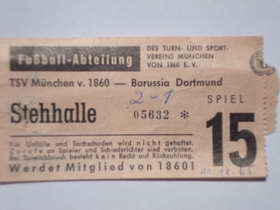 Fußball-Abteilung
DES TURN- UND SPORT-
VEREINS MÜNCHEN
VON 1860 E. V.
TSV München v. 1860 — Borussia Dortmund
2-1
Stehhalle
05632 *
SPIEL
15
Für Unfälle und Sachschäden wird nicht gehaftet.
Zurufe an Spieler und Schiedsrichter sind verboten.
Bei Spielabbruch besteht kein Recht auf Rückzahlung.
Werdet Mitglied von 1860!